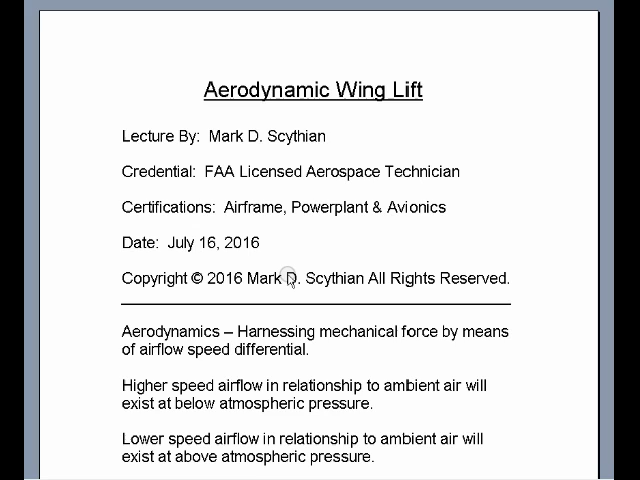 Aerodynamic Wing Lift
Lecture By:  Mark D. Scythian
Credential:  FAA Licensed Aerospace Technician
Certifications:  Airframe, Powerplant & Avionics
Date:  July 16, 2016
Copyright © 2016 Mark D. Scythian All Rights Reserved.
Aerodynamics – Harnessing mechanical force by means
of airflow speed differential.
Higher speed airflow in relationship to ambient air will
exist at below atmospheric pressure.
Lower speed airflow in relationship to ambient air will
exist at above atmospheric pressure.